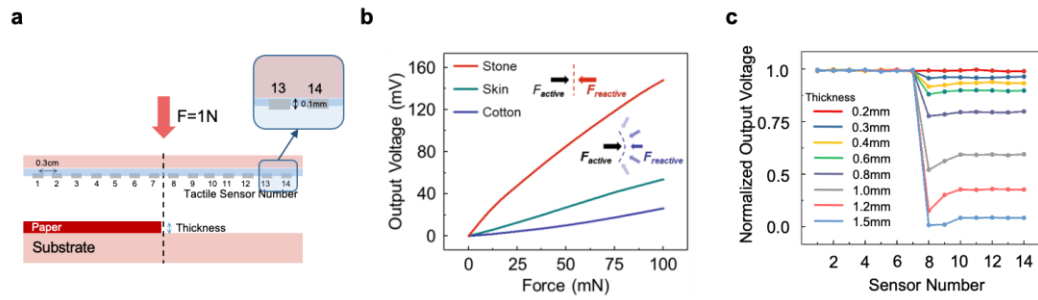 a
13 14
0.1mm
F=1N
0.3cm
1 2 3 4 5 6 7 8 9 10 11 12 13 14
Tactile Sensor Number
Paper
Thickness
Substrate
b
Output Voltage (mV)
160
120
80
40
0
Stone
Skin
Cotton
F_active F_reactive
F_active F_reactive
0 25 50 75 100
Force (mN)
c
Normalized Output Voltage
1.0
0.75
0.5
0.25
0.0
Thickness
0.2mm
0.3mm
0.4mm
0.6mm
0.8mm
1.0mm
1.2mm
1.5mm
2 4 6 8 10 12 14
Sensor Number